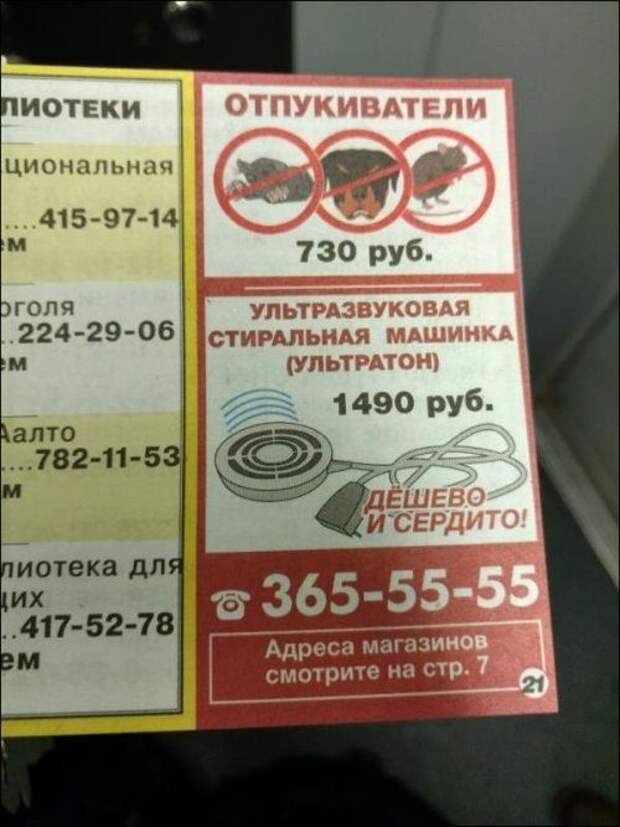 ЛИОТЕКИ
циональная
....415-97-14
ем
оголя
..224-29-06
ем
Аалто
....782-11-53
м
лиотека для
щих
..417-52-78
ем
ОТПУКИВАТЕЛИ
730 руб.
УЛЬТРАЗВУКОВАЯ
СТИРАЛЬНАЯ МАШИНКА
(УЛЬТРАТОН)
1490 руб.
ДЁШЕВО
И СЕРДИТО!
☎ 365-55-55
Адреса магазинов
смотрите на стр. 7
21